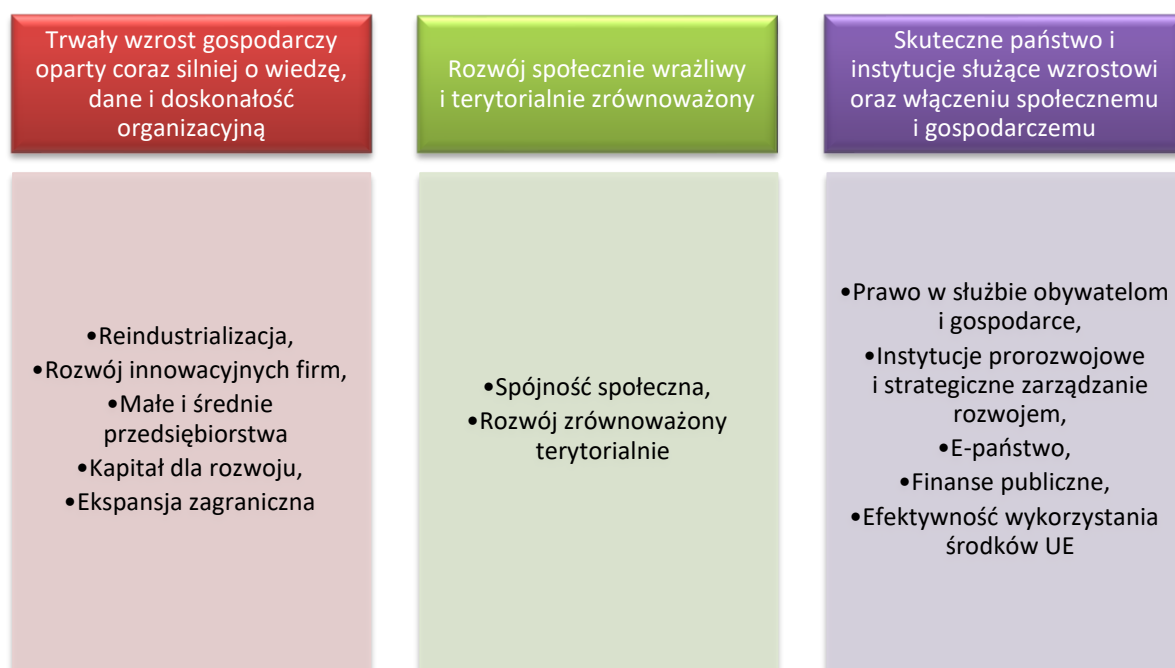 Trwały wzrost gospodarczy
oparty coraz silniej o wiedzę,
dane i doskonałość
organizacyjną
•Reindustrializacja,
•Rozwój innowacyjnych firm,
•Małe i średnie
przedsiębiorstwa
•Kapitał dla rozwoju,
•Ekspansja zagraniczna
Rozwój społecznie wrażliwy
i terytorialnie zrównoważony
•Spójność społeczna,
•Rozwój zrównoważony
terytorialnie
Skuteczne państwo i
instytucje służące wzrostowi
oraz włączeniu społecznemu
i gospodarczemu
•Prawo w służbie obywatelom
i gospodarce,
•Instytucje prorozwojowe
i strategiczne zarządzanie
rozwojem,
•E-państwo,
•Finanse publiczne,
•Efektywność wykorzystania
środków UE